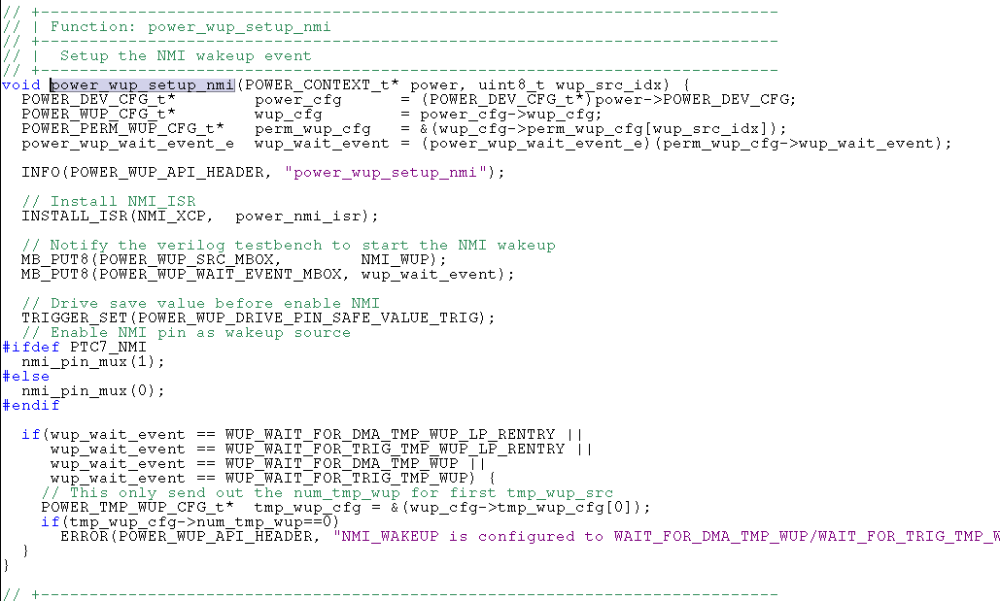 // +----------------------------------------------------------------------------
// | Function: power_wup_setup_nmi
// +----------------------------------------------------------------------------
// |  Setup the NMI wakeup event
// +----------------------------------------------------------------------------
void power_wup_setup_nmi(POWER_CONTEXT_t* power, uint8_t wup_src_idx) {
  POWER_DEV_CFG_t*        power_cfg      = (POWER_DEV_CFG_t*)power->POWER_DEV_CFG;
  POWER_WUP_CFG_t*        wup_cfg        = power_cfg->wup_cfg;
  POWER_PERM_WUP_CFG_t*   perm_wup_cfg   = &(wup_cfg->perm_wup_cfg[wup_src_idx]);
  power_wup_wait_event_e  wup_wait_event = (power_wup_wait_event_e)(perm_wup_cfg->wup_wait_event);

  INFO(POWER_WUP_API_HEADER, "power_wup_setup_nmi");

  // Install NMI_ISR
  INSTALL_ISR(NMI_XCP,  power_nmi_isr);

  // Notify the verilog testbench to start the NMI wakeup
  MB_PUT8(POWER_WUP_SRC_MBOX,        NMI_WUP);
  MB_PUT8(POWER_WUP_WAIT_EVENT_MBOX, wup_wait_event);

  // Drive save value before enable NMI
  TRIGGER_SET(POWER_WUP_DRIVE_PIN_SAFE_VALUE_TRIG);
  // Enable NMI pin as wakeup source
#ifdef PTC7_NMI
  nmi_pin_mux(1);
#else
  nmi_pin_mux(0);
#endif

  if(wup_wait_event == WUP_WAIT_FOR_DMA_TMP_WUP_LP_RENTRY ||
     wup_wait_event == WUP_WAIT_FOR_TRIG_TMP_WUP_LP_RENTRY ||
     wup_wait_event == WUP_WAIT_FOR_DMA_TMP_WUP ||
     wup_wait_event == WUP_WAIT_FOR_TRIG_TMP_WUP) {
    // This only send out the num_tmp_wup for first tmp_wup_src
    POWER_TMP_WUP_CFG_t*  tmp_wup_cfg = &(wup_cfg->tmp_wup_cfg[0]);
    if(tmp_wup_cfg->num_tmp_wup==0)
      ERROR(POWER_WUP_API_HEADER, "NMI_WAKEUP is configured to WAIT_FOR_DMA_TMP_WUP/WAIT_FOR_TRIG_TMP_W
  }
}

// +----------------------------------------------------------------------------